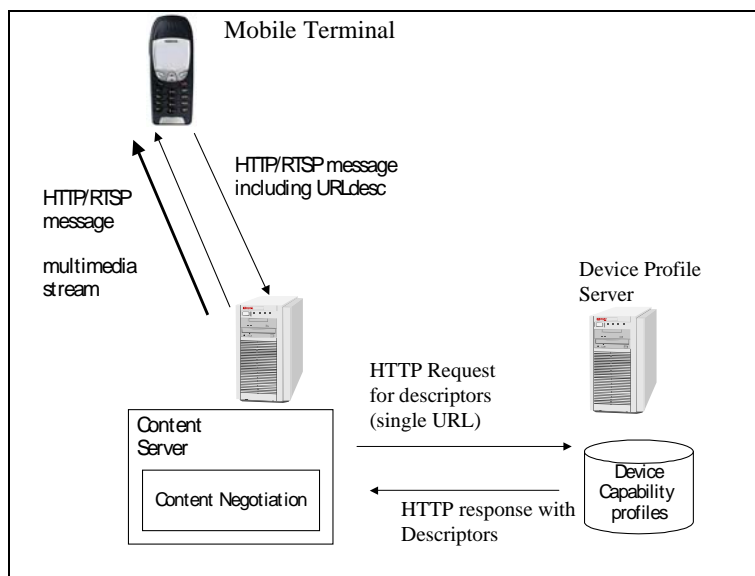 Mobile Terminal
HTTP/RTSP message
including URLdesc
HTTP/RTSP
message
multimedia
stream
Device Profile
Server
HTTP Request
for descriptors
(single URL)
Content
Server
Content Negotiation
Device
Capability
profiles
HTTP response with
Descriptors